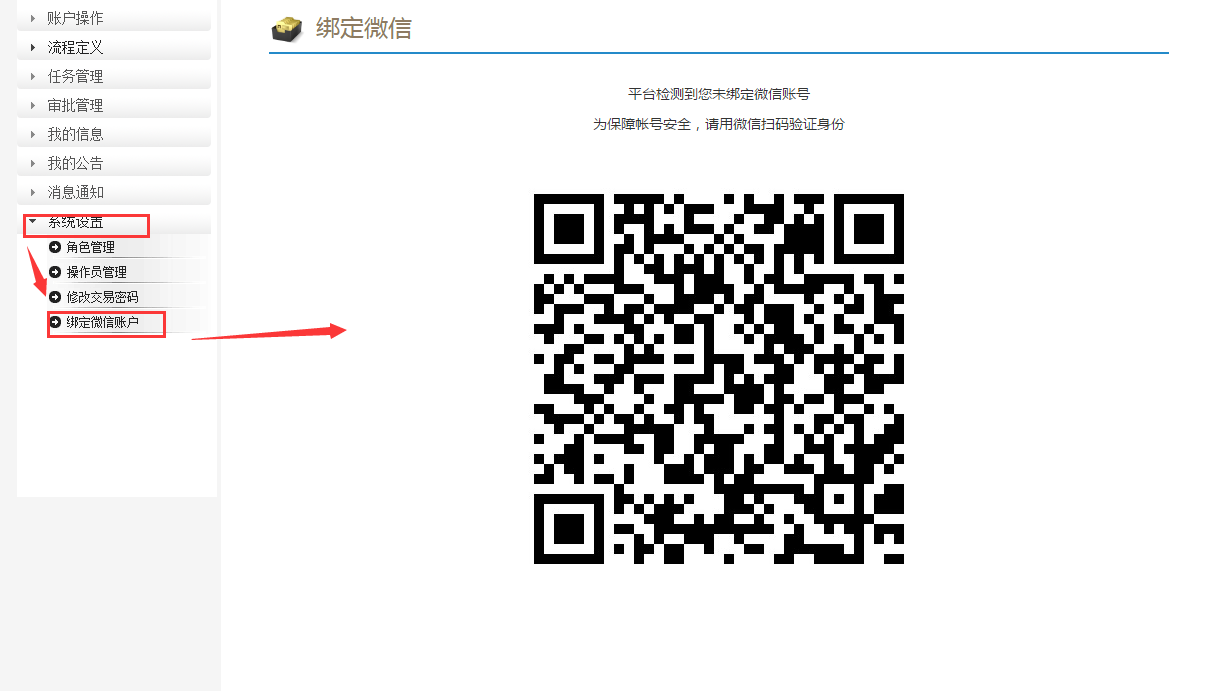 账户操作
流程定义
任务管理
审批管理
我的信息
我的公告
消息通知
系统设置
角色管理
操作员管理
修改交易密码
绑定微信账户
绑定微信
平台检测到您未绑定微信账号
为保障帐号安全，请用微信扫码验证身份